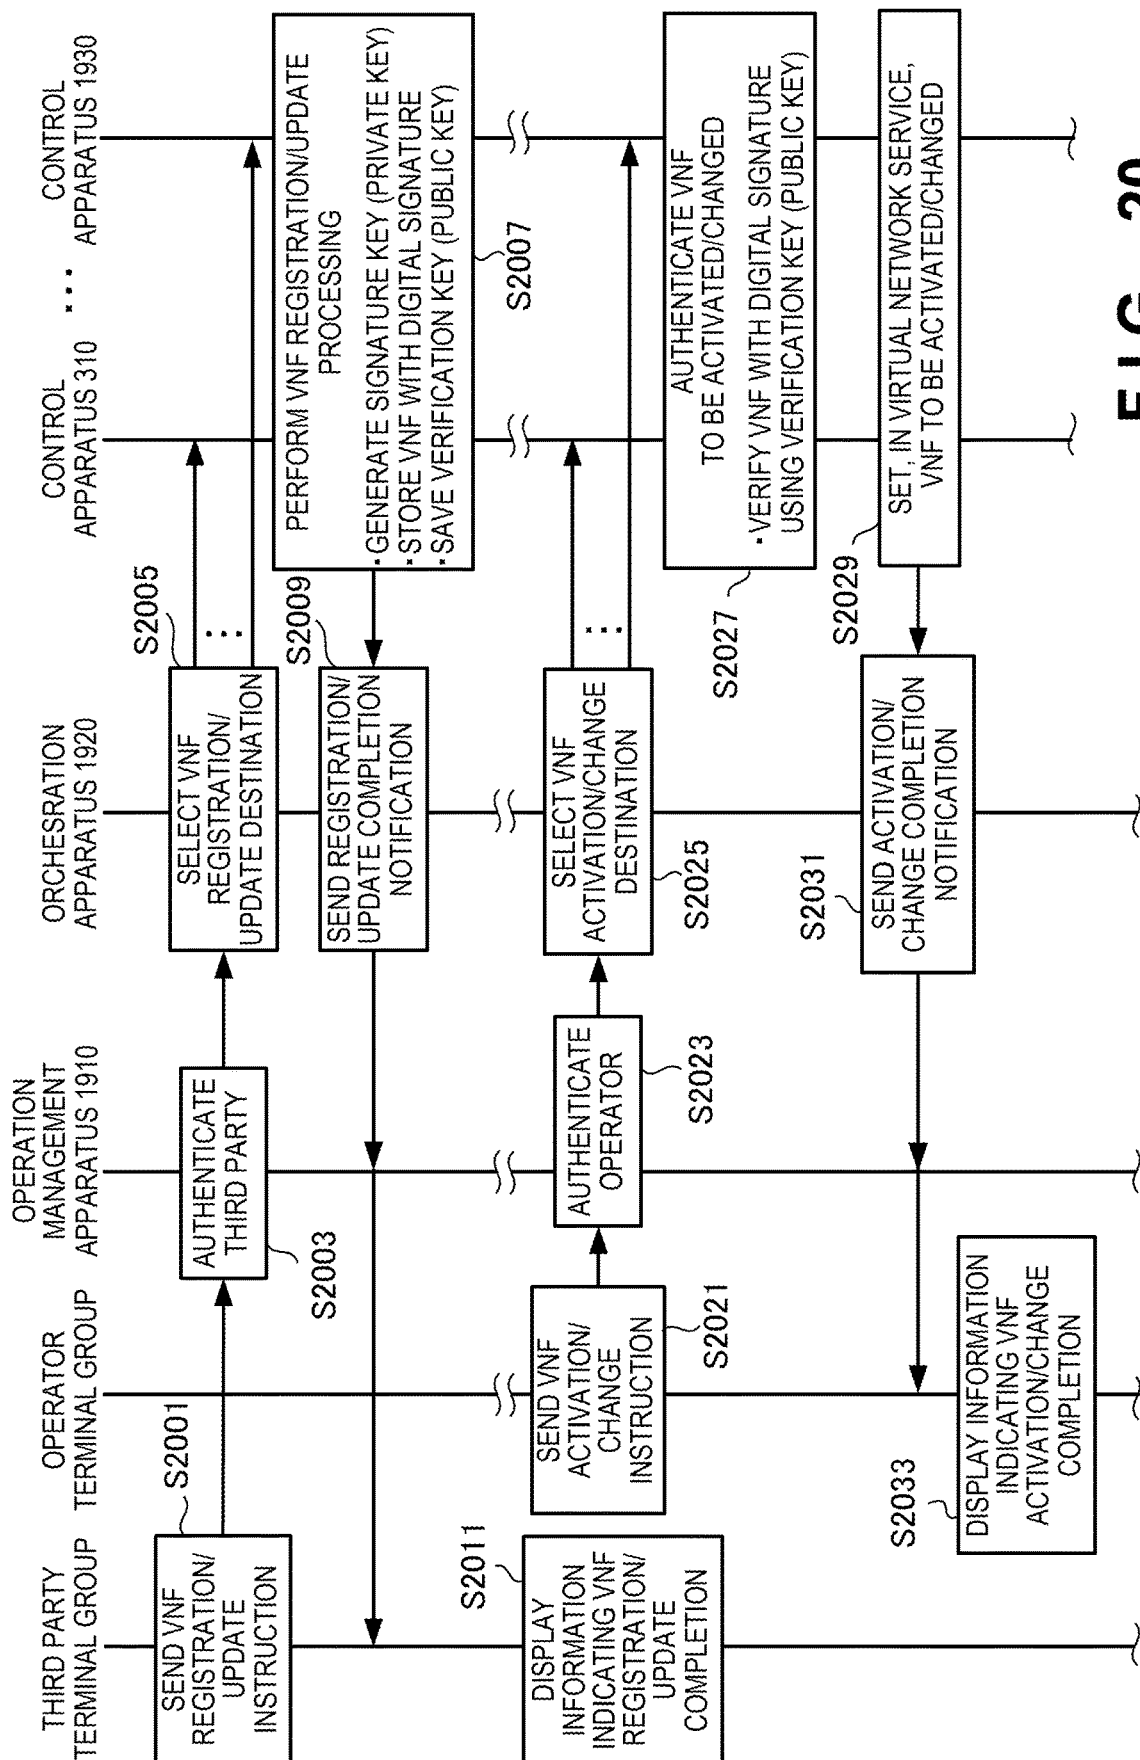 THIRD PARTY
TERMINAL GROUP
OPERATOR
TERMINAL GROUP
OPERATION
MANAGEMENT
APPARATUS 1910
ORCHESRATION
APPARATUS 1920
CONTROL
APPARATUS 310
...
CONTROL
APPARATUS 1930
SEND VNF
REGISTRATION/
UPDATE
INSTRUCTION
S2001
AUTHENTICATE
THIRD PARTY
S2003
SELECT VNF
REGISTRATION/
UPDATE DESTINATION
S2005
...
PERFORM VNF REGISTRATION/UPDATE
PROCESSING
▪GENERATE SIGNATURE KEY (PRIVATE KEY)
▪STORE VNF WITH DIGITAL SIGNATURE
▪SAVE VERIFICATION KEY (PUBLIC KEY)
S2007
SEND REGISTRATION/
UPDATE COMPLETION
NOTIFICATION
S2009
DISPLAY
INFORMATION
INDICATING VNF
REGISTRATION/
UPDATE
COMPLETION
S2011
SEND VNF
ACTIVATION/
CHANGE
INSTRUCTION
S2021
AUTHENTICATE
OPERATOR
S2023
SELECT VNF
ACTIVATION/CHANGE
DESTINATION
S2025
...
AUTHENTICATE VNF
TO BE ACTIVATED/CHANGED
▪VERIFY VNF WITH DIGITAL SIGNATURE
USING VERIFICATION KEY (PUBLIC KEY)
S2027
SET, IN VIRTUAL NETWORK SERVICE,
VNF TO BE ACTIVATED/CHANGED
S2029
SEND ACTIVATION/
CHANGE COMPLETION
NOTIFICATION
S2031
DISPLAY INFORMATION
INDICATING VNF
ACTIVATION/CHANGE
COMPLETION
S2033
FIG. 20